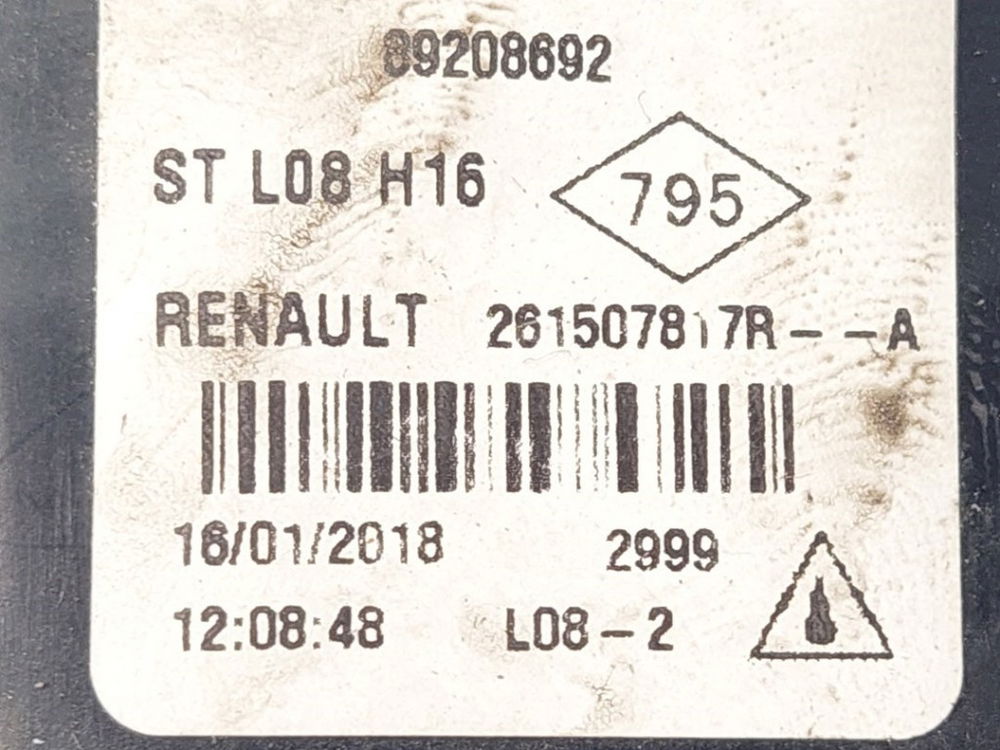 89208692
ST L08 H16 795
RENAULT 261507817R--A
16/01/2018 2999
12:08:48 L08-2